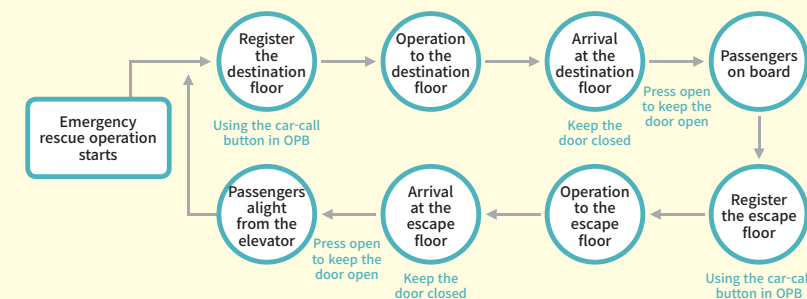 Emergency
rescue operation
starts
Register
the
destination
floor
Using the car-call
button in OPB
Operation
to the
destination
floor
Arrival
at the
destination
floor
Keep the
door closed
Press open
to keep the
door open
Passengers
on board
Register
the escape
floor
Using the car-cal
button in OPB
Operation
to the
escape
floor
Arrival
at the
escape
floor
Keep the
door closed
Press open
to keep the
door open
Passengers
alight
from the
elevator